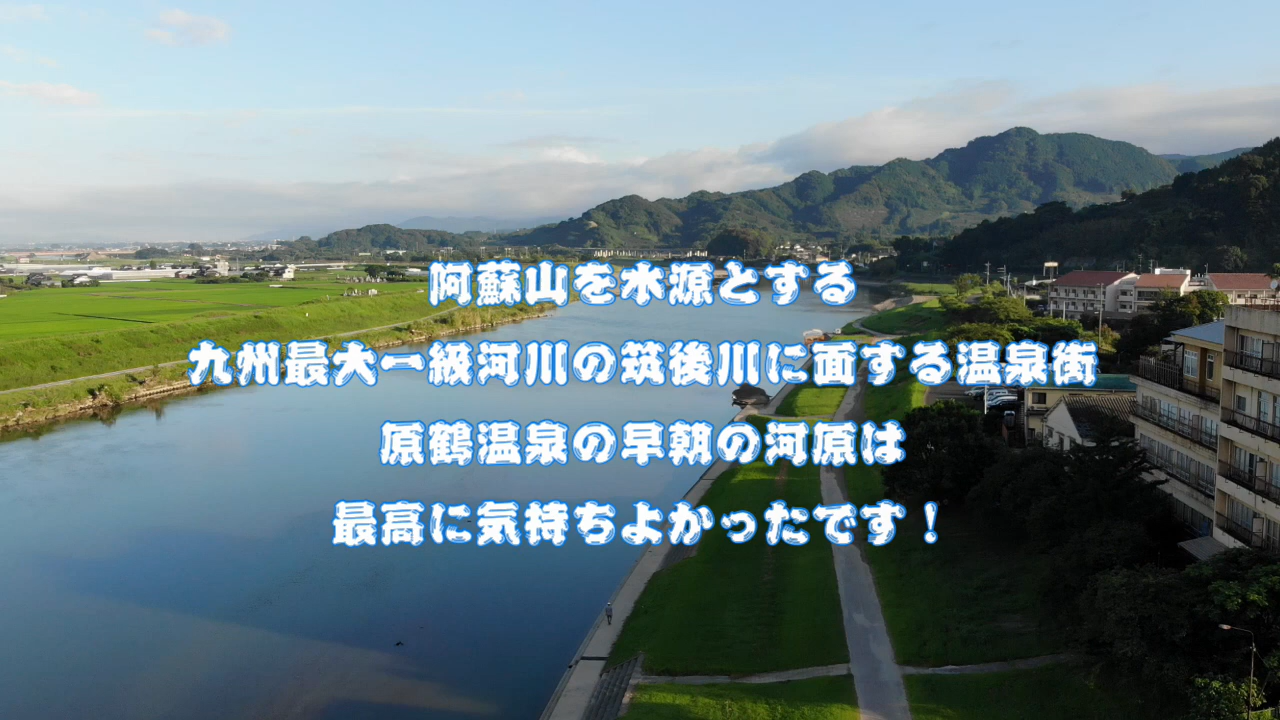 阿蘇山を水源とする
九州最大一級河川の筑後川に面する温泉街
原鶴温泉の早朝の河原は
最高に気持ちよかったです！